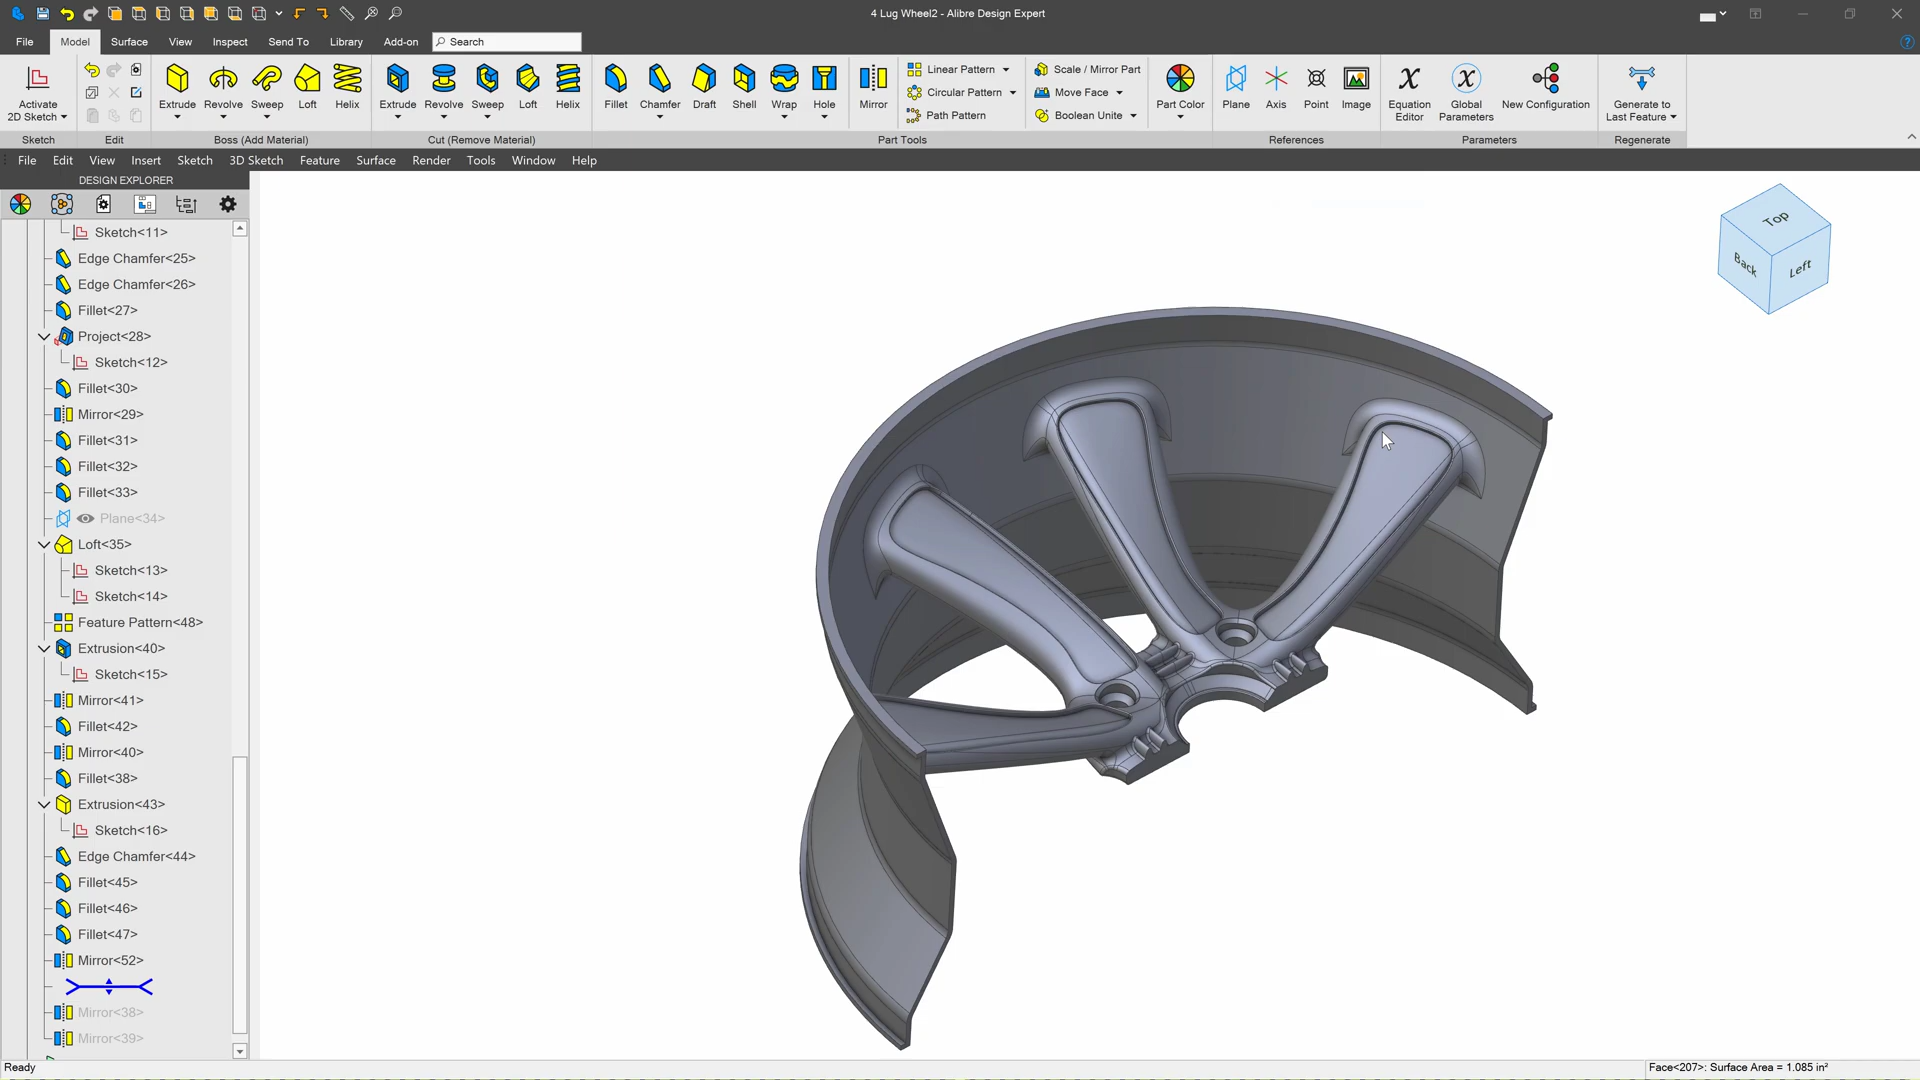 4 Lug Wheel2 - Alibre Design Expert
File Model Surface View Inspect Send To Library Add-on Search
Activate
2D Sketch
Extrude Revolve Sweep Loft Helix
Extrude Revolve Sweep Loft Helix
Fillet Chamfer Draft Shell Wrap Hole Mirror
Linear Pattern
Circular Pattern
Path Pattern
Scale / Mirror Part
Move Face
Boolean Unite
Part Color
Plane Axis Point Image
Equation
Editor
Global
Parameters
New Configuration
Generate to
Last Feature
Sketch Edit Boss (Add Material) Cut (Remove Material) Part Tools References Parameters Regenerate
File Edit View Insert Sketch 3D Sketch Feature Surface Render Tools Window Help
DESIGN EXPLORER
Sketch<11>
Edge Chamfer<25>
Edge Chamfer<26>
Fillet<27>
Project<28>
Sketch<12>
Fillet<30>
Mirror<29>
Fillet<31>
Fillet<32>
Fillet<33>
Plane<34>
Loft<35>
Sketch<13>
Sketch<14>
Feature Pattern<48>
Extrusion<40>
Sketch<15>
Mirror<41>
Fillet<42>
Mirror<40>
Fillet<38>
Extrusion<43>
Sketch<16>
Edge Chamfer<44>
Fillet<45>
Fillet<46>
Fillet<47>
Mirror<52>
Mirror<38>
Mirror<39>
Top
Back
Left
Ready
Face<207>: Surface Area = 1.085 in²